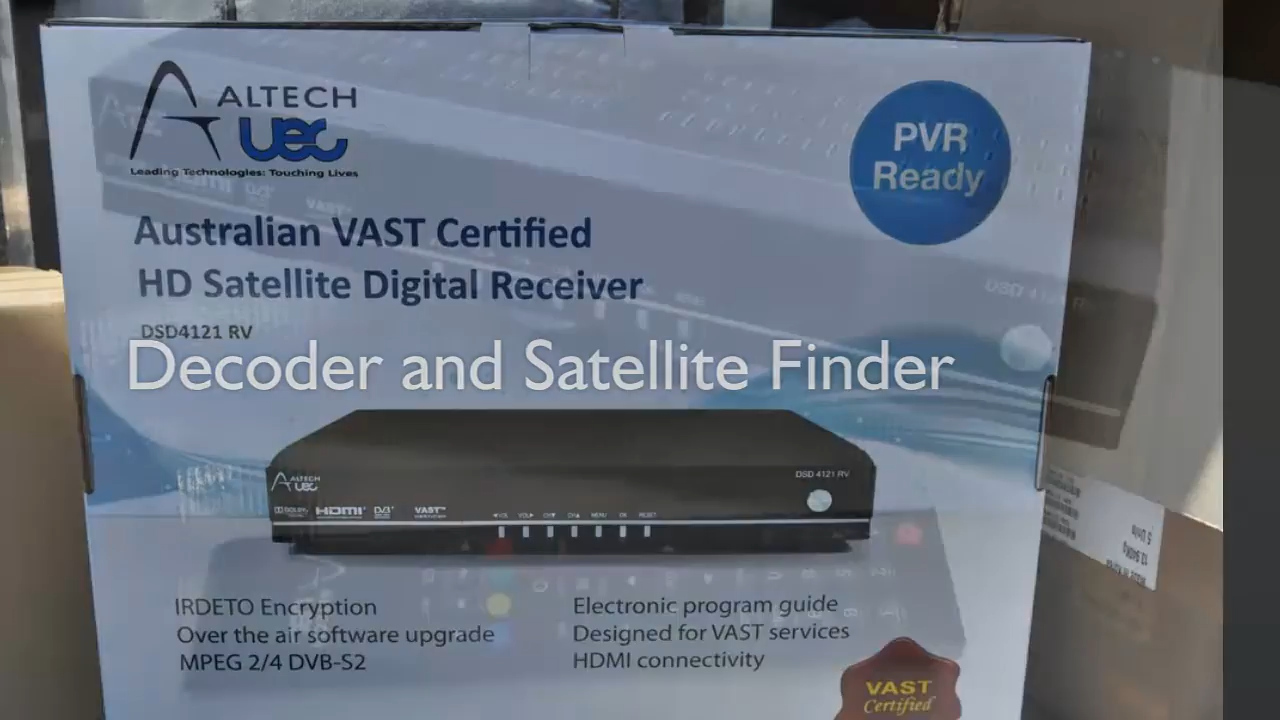 ALTECH
UEC
Leading Technologies: Touching Lives
PVR
Ready
Australian VAST Certified
HD Satellite Digital Receiver
DSD4121 RV
Decoder and Satellite Finder
ALTECH
UEC
DSD 4121 RV
HDMI
VAST
MENU
OK
RESET
IRDETO Encryption
Over the air software upgrade
MPEG 2/4 DVB-S2
Electronic program guide
Designed for VAST services
HDMI connectivity
VAST
Certified
5 Units